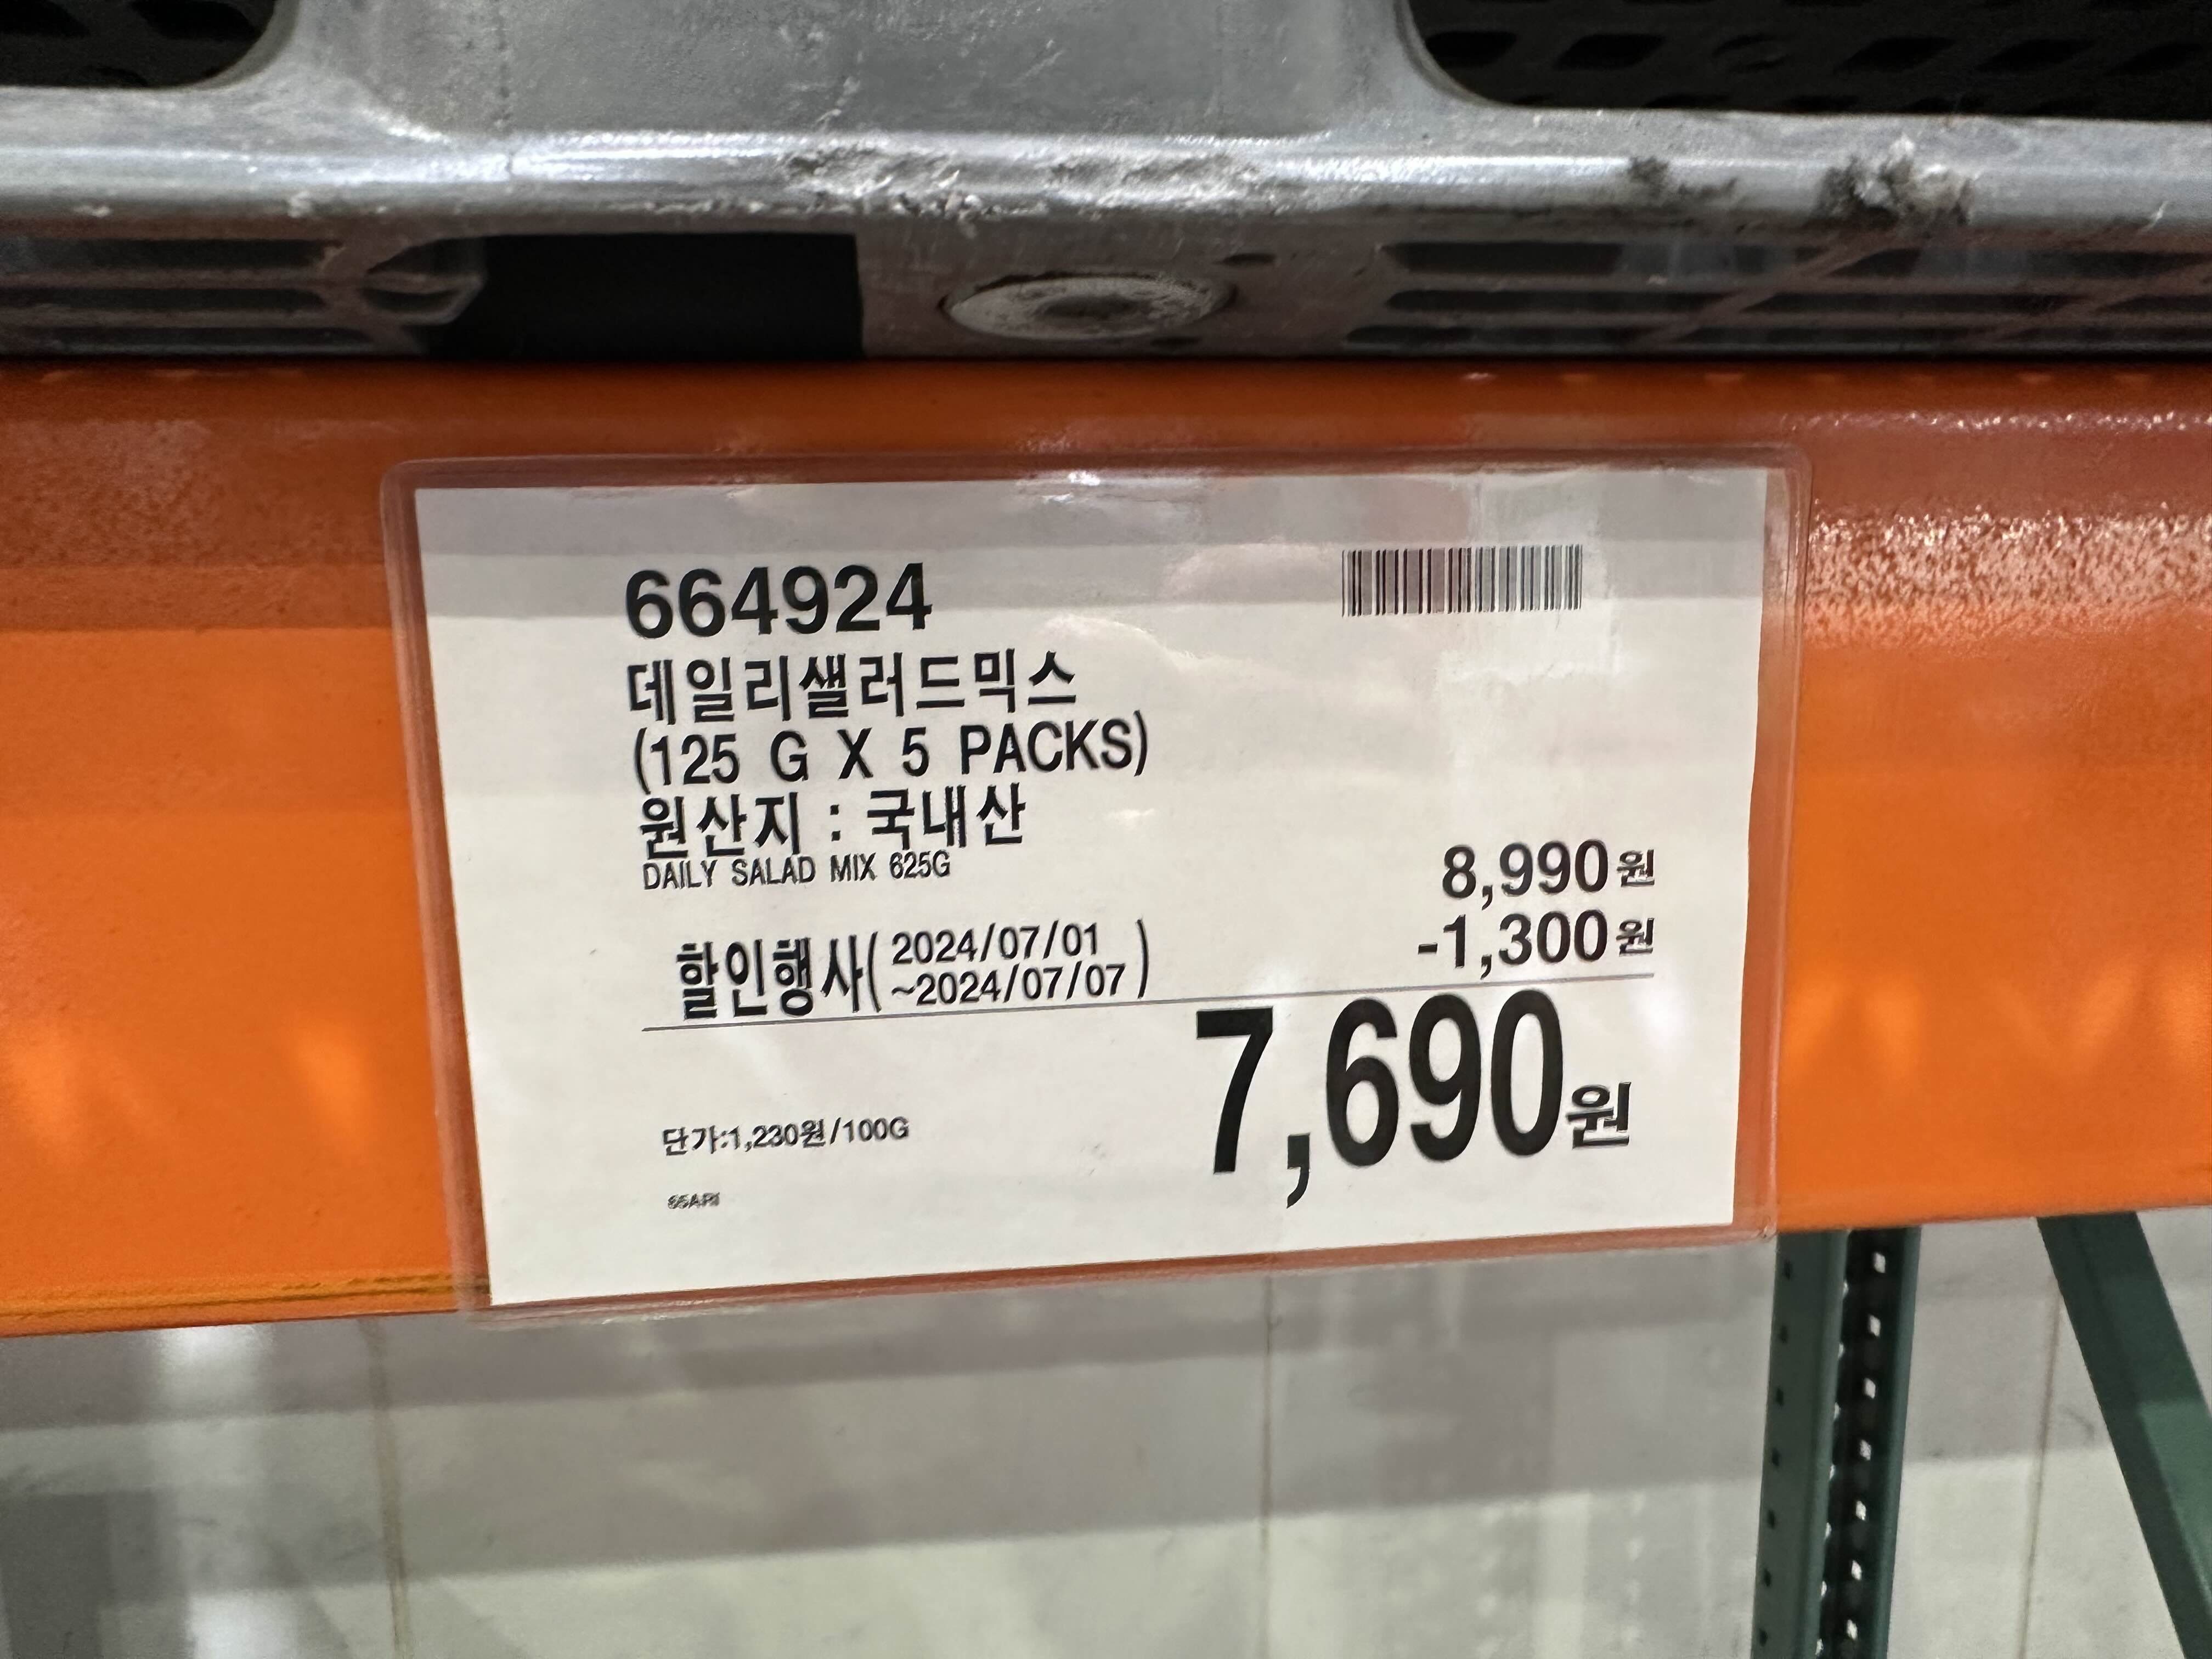 664924
데일리샐러드믹스
(125 G X 5 PACKS)
원산지 : 국내산
DAILY SALAD MIX 625G
8,990원
할인행사( 2024/07/01
~2024/07/07 )
-1,300원
7,690원
단가:1,230원/100G